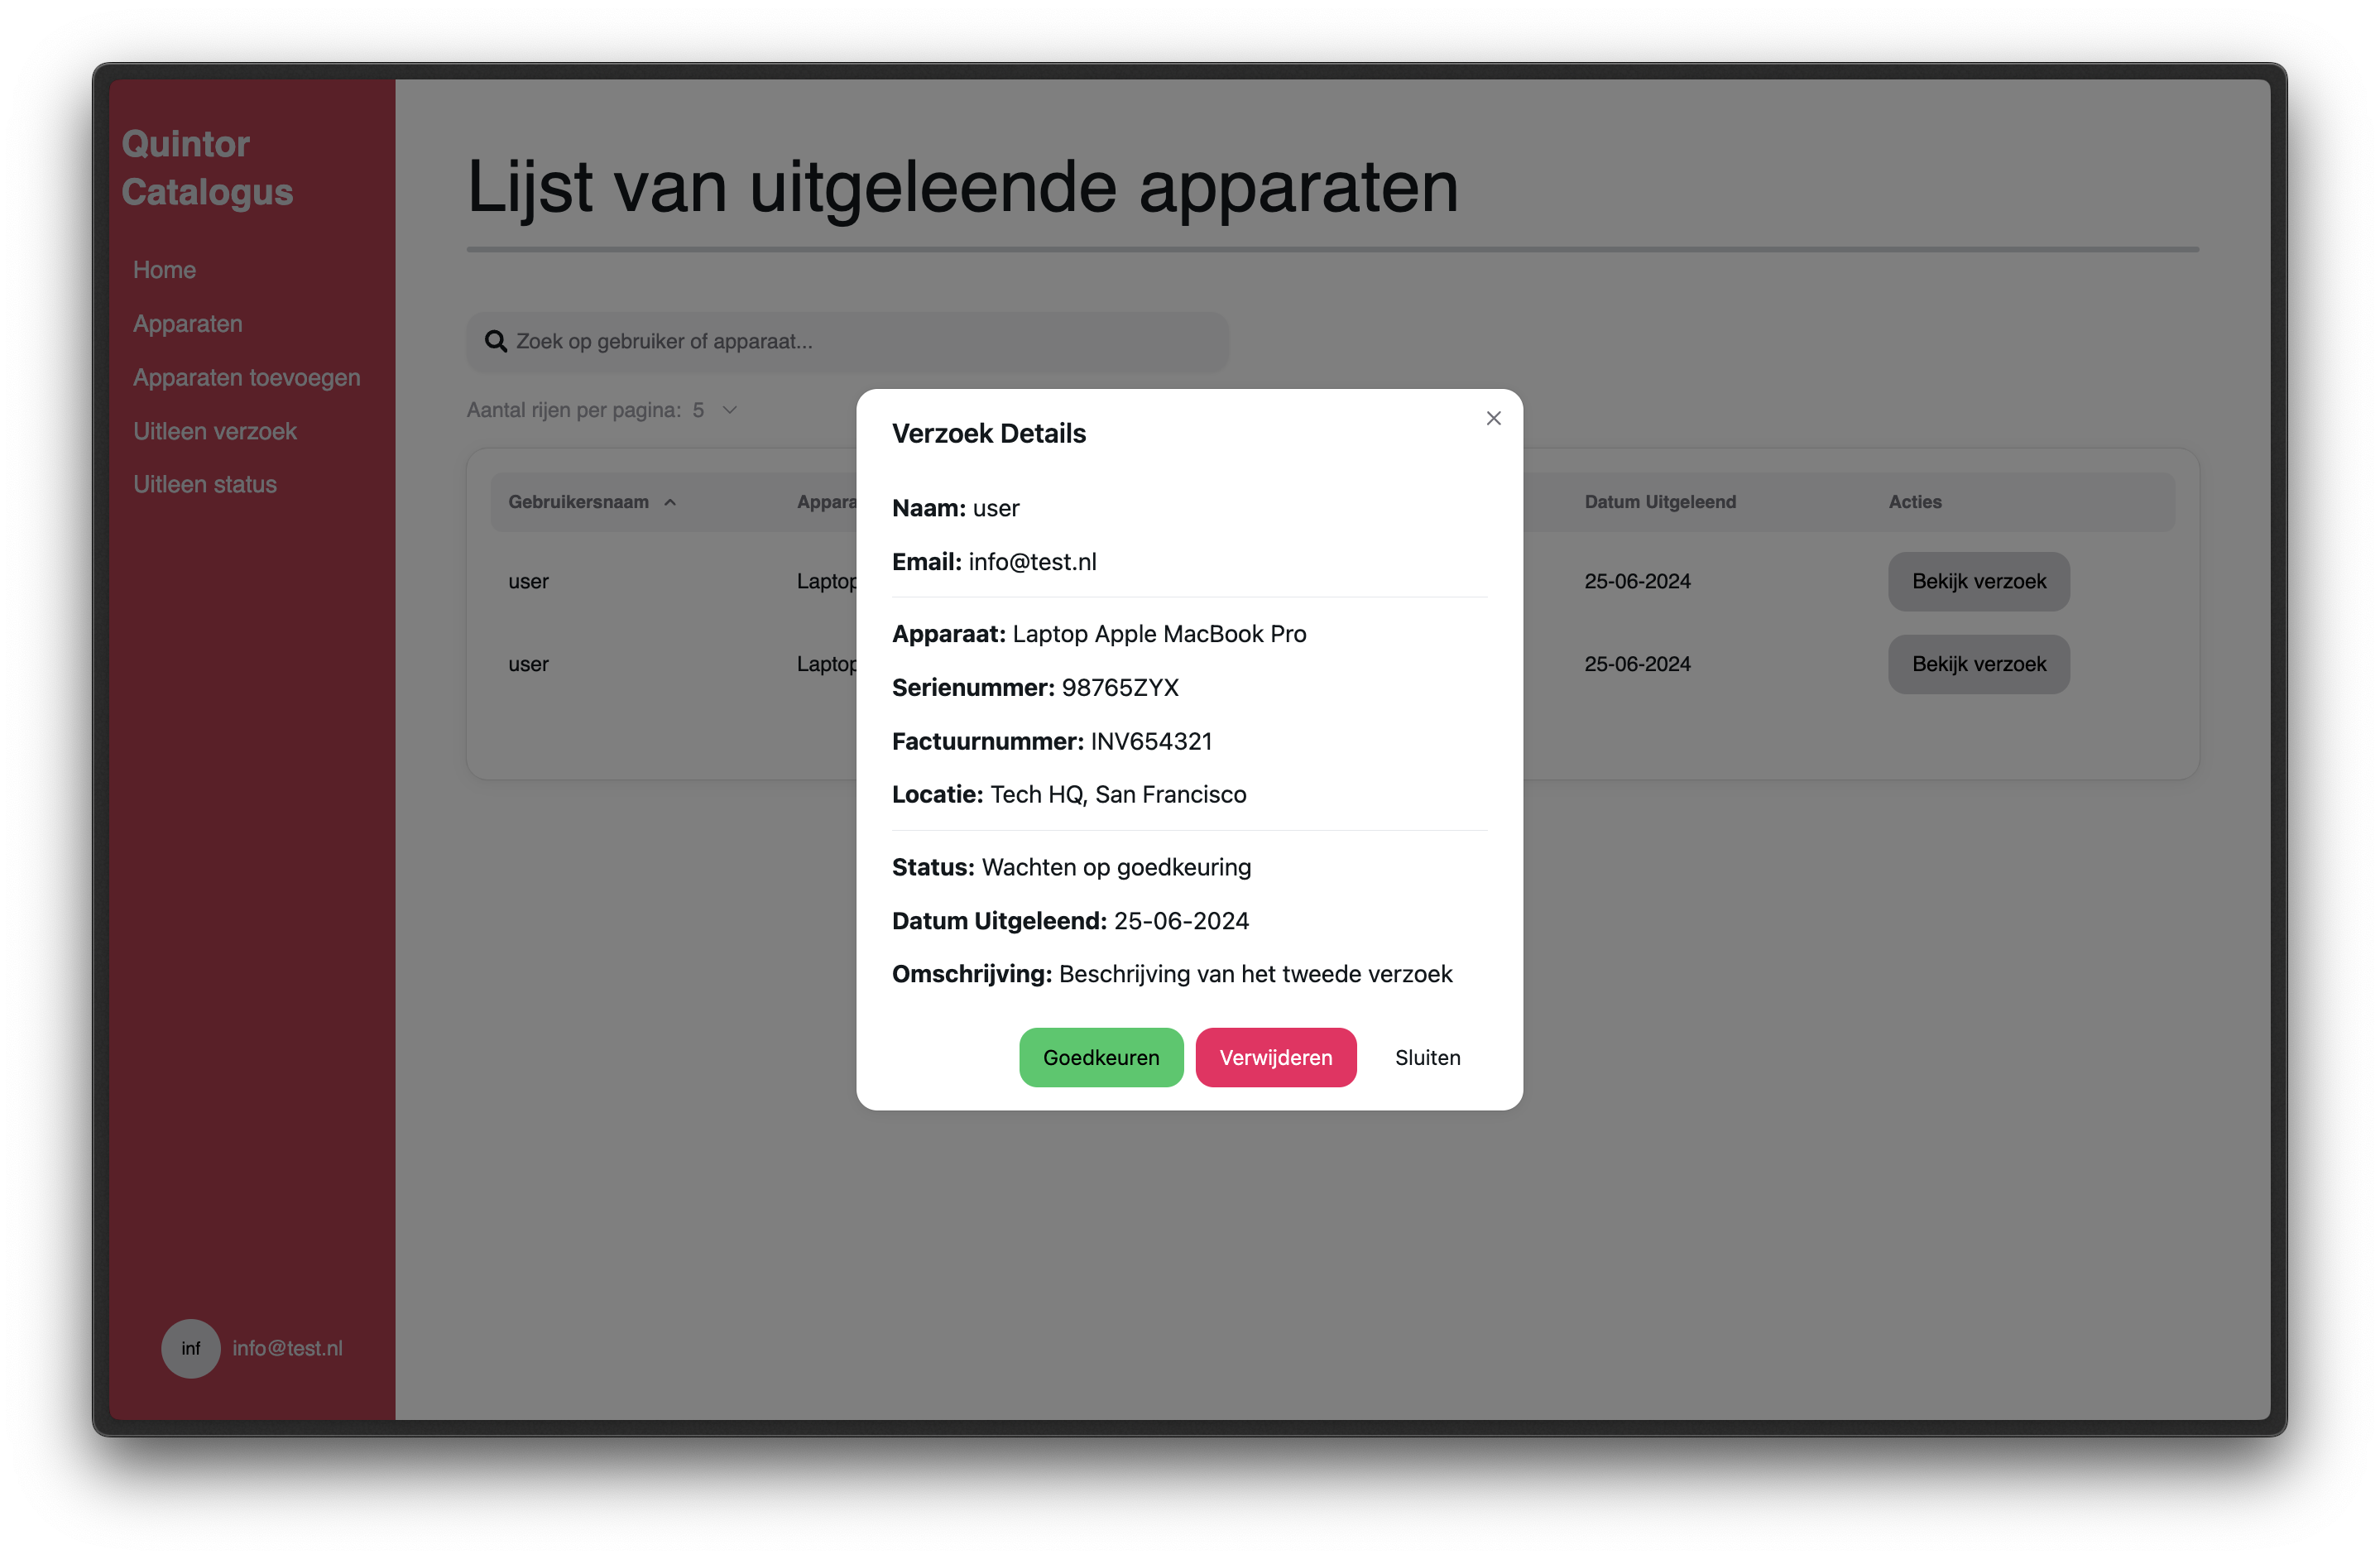 Quintor
Catalogus
Home
Apparaten
Apparaten toevoegen
Uitleen verzoek
Uitleen status
inf info@test.nl
Lijst van uitgeleende apparaten
Zoek op gebruiker of apparaat...
Aantal rijen per pagina: 5
Gebruikersnaam Appara Datum Uitgeleend Acties
user Laptop 25-06-2024 Bekijk verzoek
user Laptop 25-06-2024 Bekijk verzoek
Verzoek Details
Naam: user
Email: info@test.nl
Apparaat: Laptop Apple MacBook Pro
Serienummer: 98765ZYX
Factuurnummer: INV654321
Locatie: Tech HQ, San Francisco
Status: Wachten op goedkeuring
Datum Uitgeleend: 25-06-2024
Omschrijving: Beschrijving van het tweede verzoek
Goedkeuren Verwijderen Sluiten